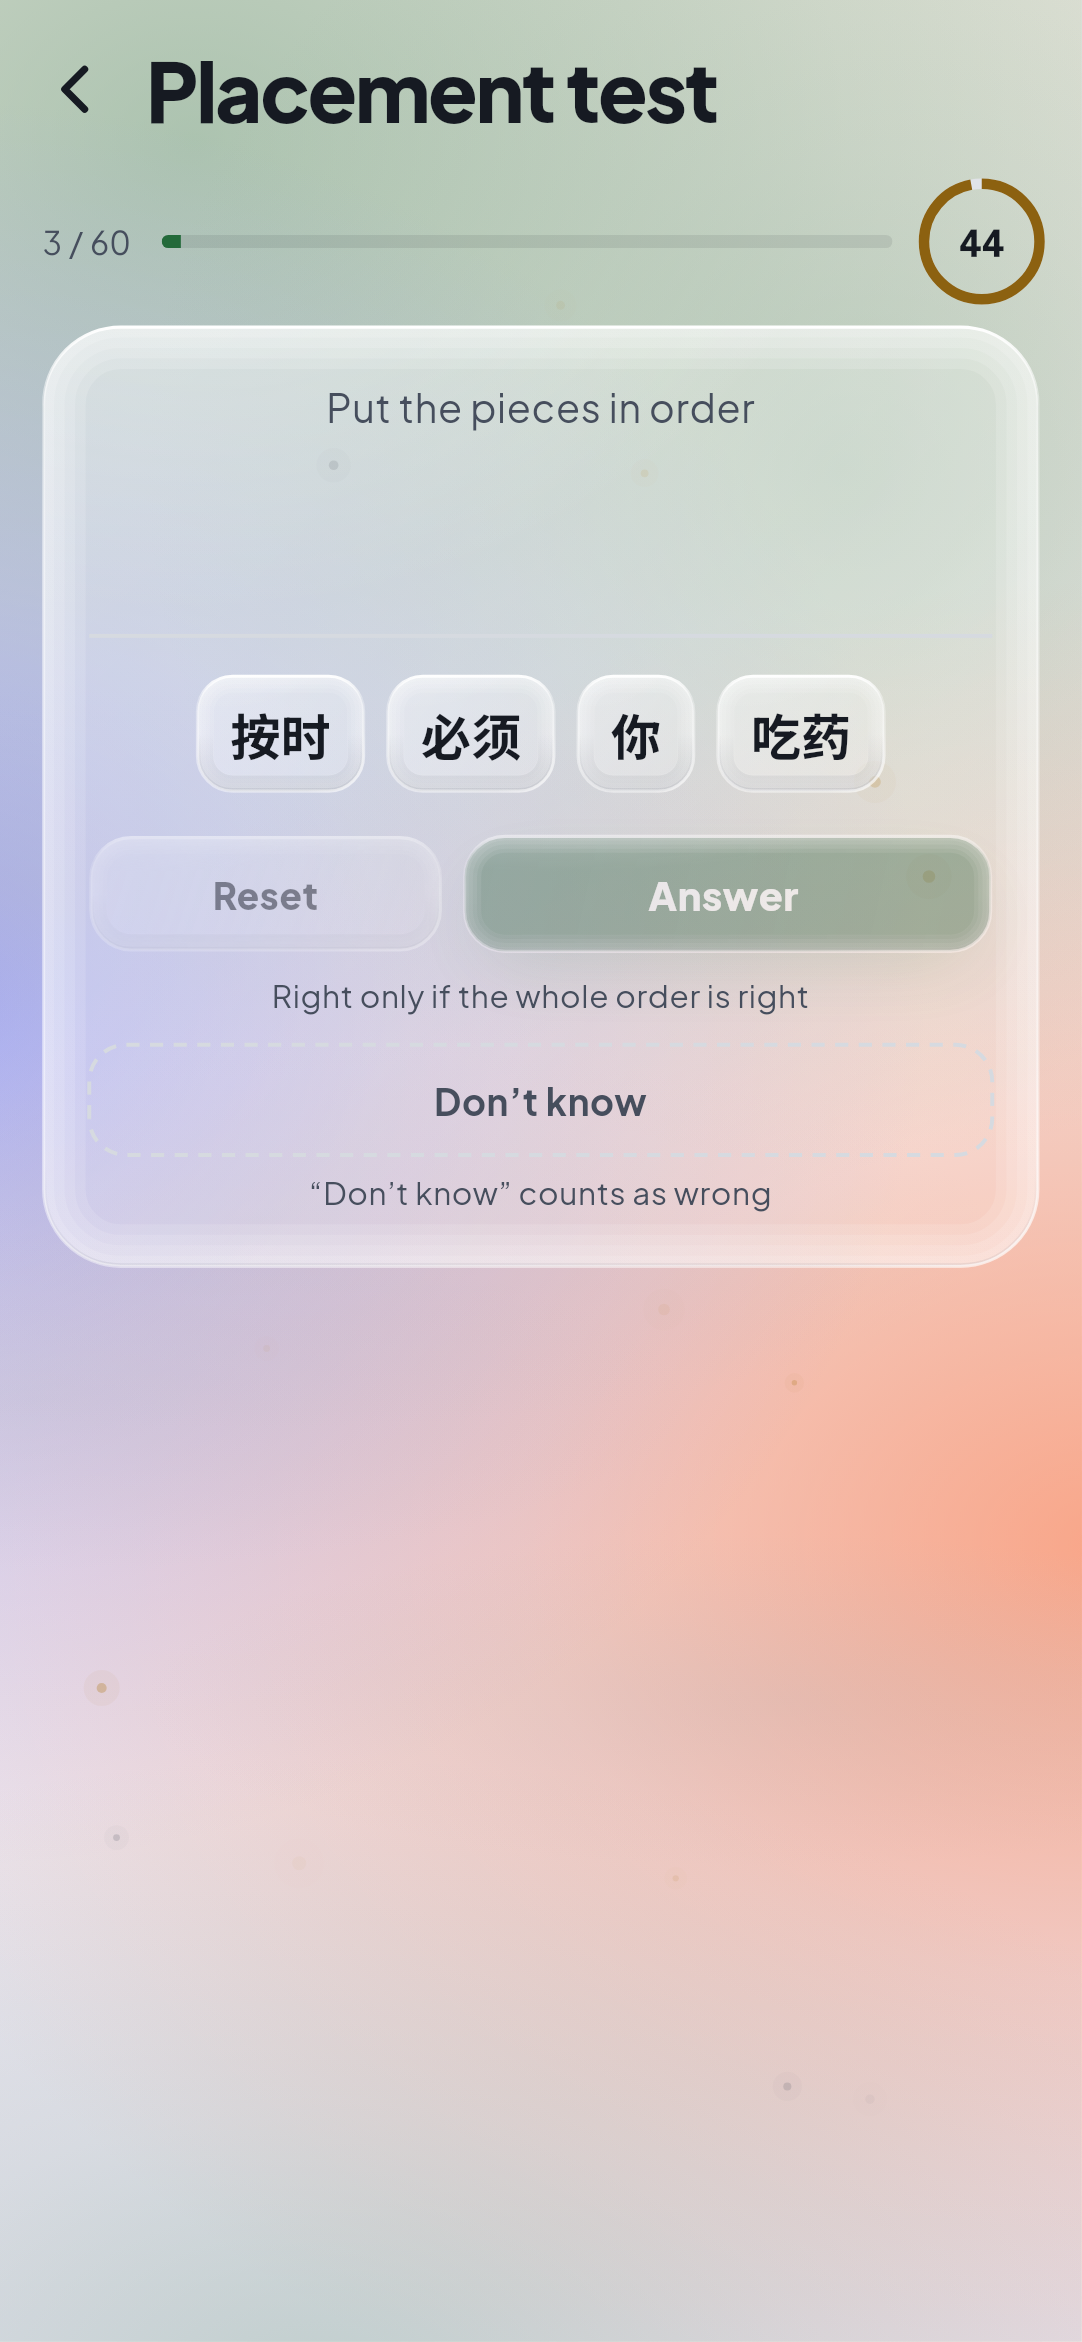 Placement test
3 / 60
44
Put the pieces in order
按时 必须 你 吃药
Reset Answer
Right only if the whole order is right
Don’t know
“Don’t know” counts as wrong